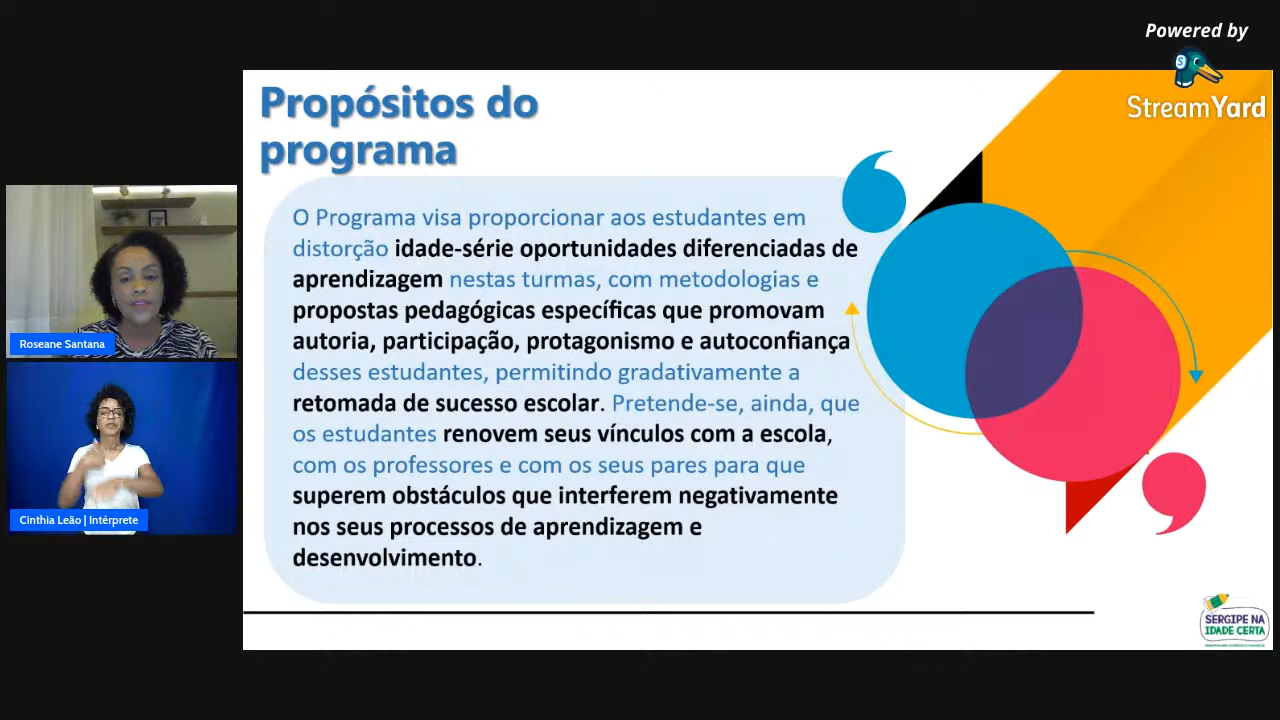 Powered by
StreamYard
Propósitos do
programa
O Programa visa proporcionar aos estudantes em
distorção idade-série oportunidades diferenciadas de
aprendizagem nestas turmas, com metodologias e
propostas pedagógicas específicas que promovam
autoria, participação, protagonismo e autoconfiança
desses estudantes, permitindo gradativamente a
retomada de sucesso escolar. Pretende-se, ainda, que
os estudantes renovem seus vínculos com a escola,
com os professores e com os seus pares para que
superem obstáculos que interferem negativamente
nos seus processos de aprendizagem e
desenvolvimento.
Roseane Santana
Cinthia Leão | Intérprete
SERGIPE NA
IDADE CERTA